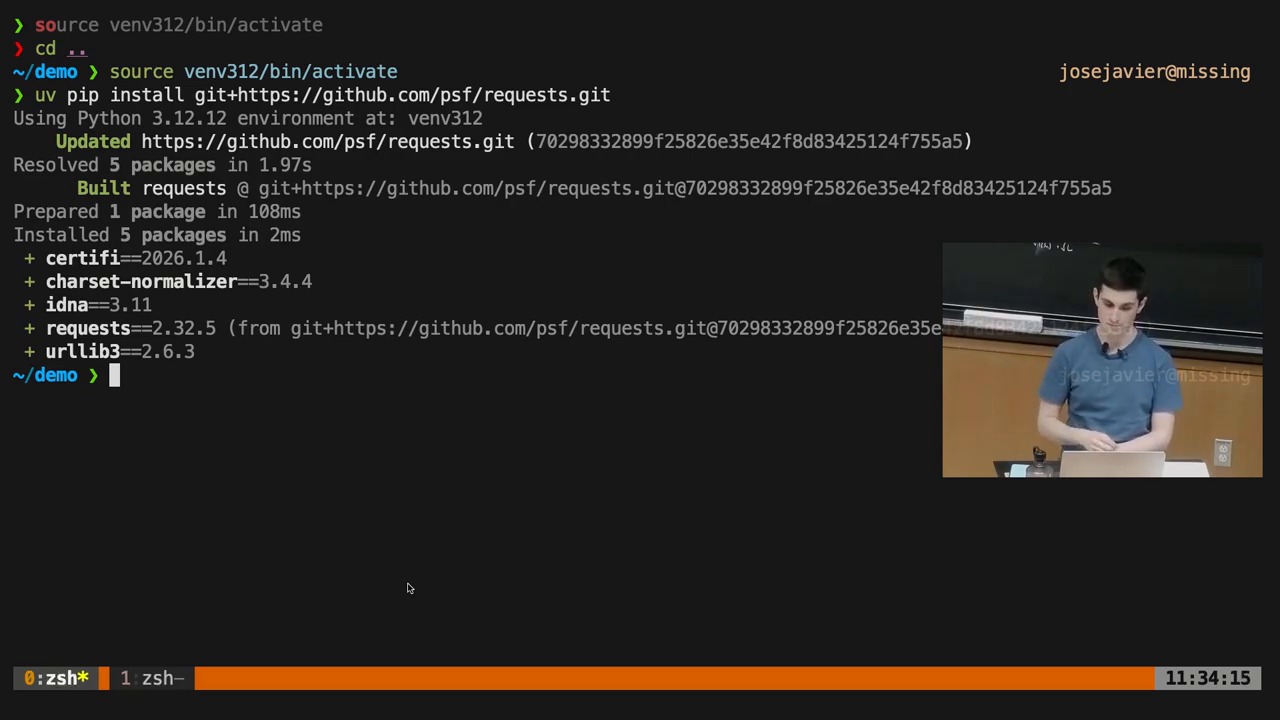 ❯ source venv312/bin/activate
❯ cd ..
~/demo ❯ source venv312/bin/activate josejavier@missing
❯ uv pip install git+https://github.com/psf/requests.git
Using Python 3.12.12 environment at: venv312
Updated https://github.com/psf/requests.git (70298332899f25826e35e42f8d83425124f755a5)
Resolved 5 packages in 1.97s
Built requests @ git+https://github.com/psf/requests.git@70298332899f25826e35e42f8d83425124f755a5
Prepared 1 package in 108ms
Installed 5 packages in 2ms
+ certifi==2026.1.4
+ charset-normalizer==3.4.4
+ idna==3.11
+ requests==2.32.5 (from git+https://github.com/psf/requests.git@70298332899f25826e35e
+ urllib3==2.6.3
~/demo ❯ josejavier@missing
0:zsh* 1:zsh- 11:34:15